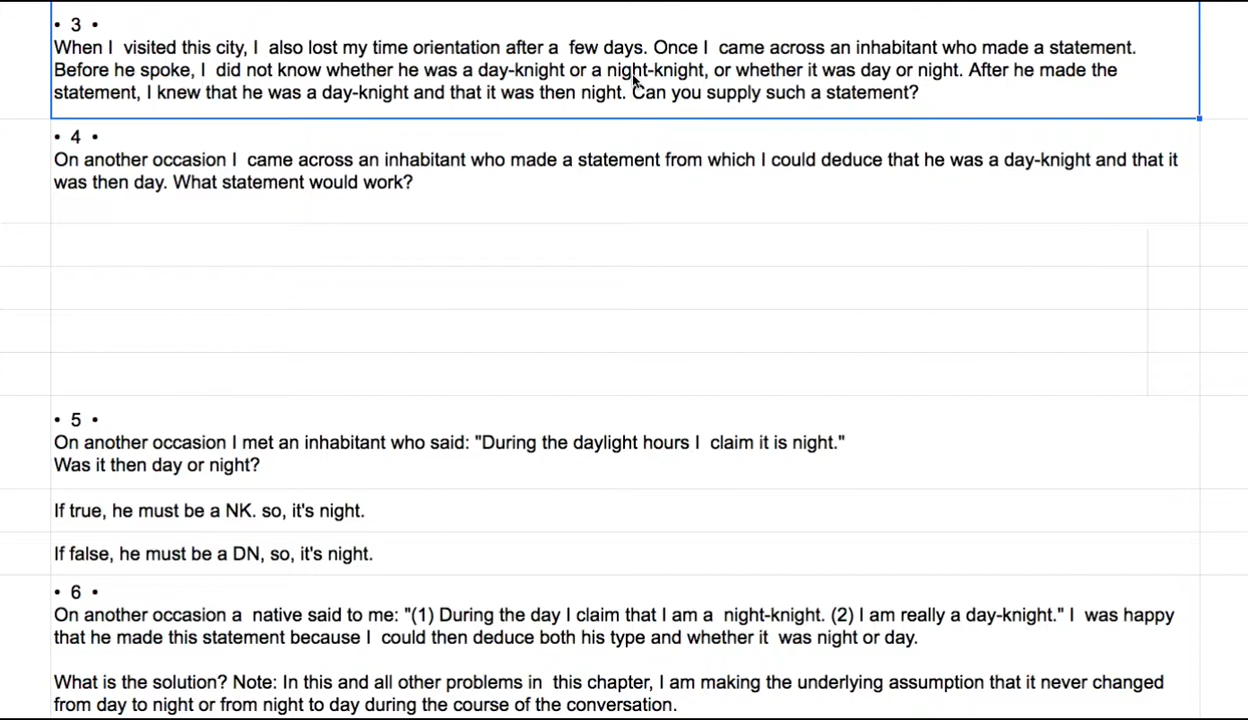 • 3 •
When I visited this city, I also lost my time orientation after a few days. Once I came across an inhabitant who made a statement.
Before he spoke, I did not know whether he was a day-knight or a night-knight, or whether it was day or night. After he made the
statement, I knew that he was a day-knight and that it was then night. Can you supply such a statement?
• 4 •
On another occasion I came across an inhabitant who made a statement from which I could deduce that he was a day-knight and that it
was then day. What statement would work?
• 5 •
On another occasion I met an inhabitant who said: "During the daylight hours I claim it is night."
Was it then day or night?
If true, he must be a NK. so, it's night.
If false, he must be a DN, so, it's night.
• 6 •
On another occasion a native said to me: "(1) During the day I claim that I am a night-knight. (2) I am really a day-knight." I was happy
that he made this statement because I could then deduce both his type and whether it was night or day.
What is the solution? Note: In this and all other problems in this chapter, I am making the underlying assumption that it never changed
from day to night or from night to day during the course of the conversation.